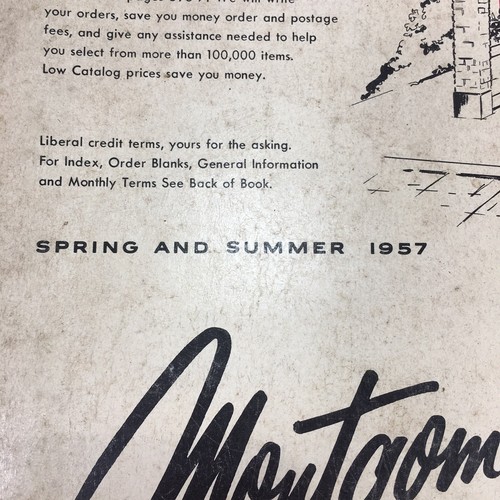 your orders, save you money order and postage
fees, and give any assistance needed to help
you select from more than 100,000 items.
Low Catalog prices save you money.
Liberal credit terms, yours for the asking.
For Index, Order Blanks, General Information
and Monthly Terms See Back of Book.
SPRING AND SUMMER 1957
Montgom